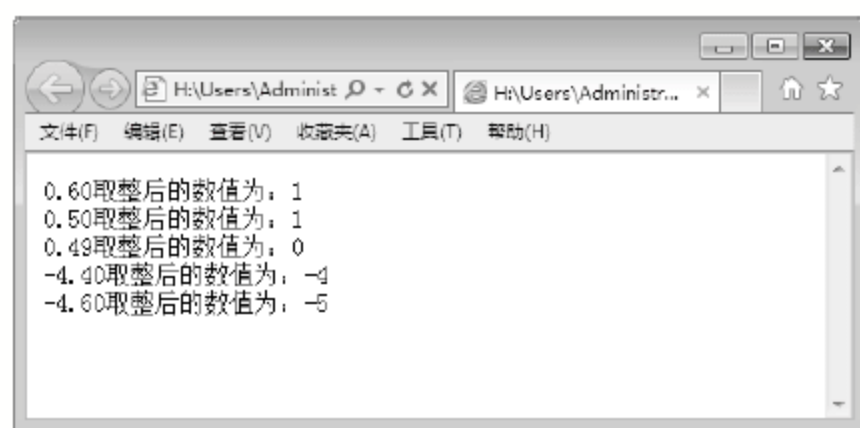 H:\Users\Administ
H:\Users\Administr...
文件(F) 编辑(E) 查看(V) 收藏夹(A) 工具(T) 帮助(H)
0.60取整后的数值为：1
0.50取整后的数值为：1
0.49取整后的数值为：0
-4.40取整后的数值为：-4
-4.60取整后的数值为：-5